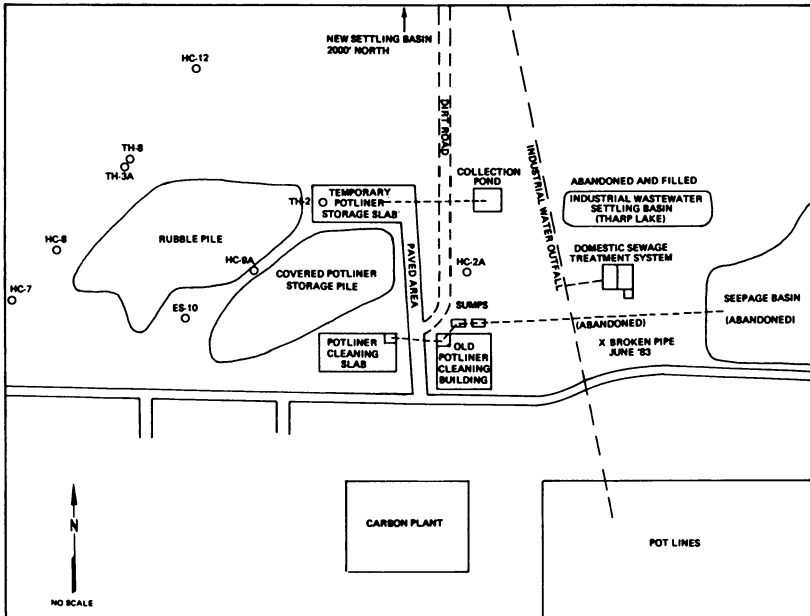 NEW SETTLING BASIN
2000' NORTH
HC-12
DIRT ROAD
INDUSTRIAL WATER OUTFALL
TH-8
TH-3A
COLLECTION
POND
ABANDONED AND FILLED
INDUSTRIAL WASTEWATER
SETTLING BASIN
(THARP LAKE)
TH-2
TEMPORARY
POTLINER
STORAGE SLAB
RUBBLE PILE
HC-8
HC-9A
COVERED POTLINER
STORAGE PILE
PAVED AREA
HC-2A
DOMESTIC SEWAGE
TREATMENT SYSTEM
HC-7
ES-10
SUMPS
SEEPAGE BASIN
(ABANDONED)
(ABANDONED)
X BROKEN PIPE
JUNE '83
POTLINER
CLEANING
SLAB
OLD
POTLINER
CLEANING
BUILDING
CARBON PLANT
POT LINES
N
NO SCALE